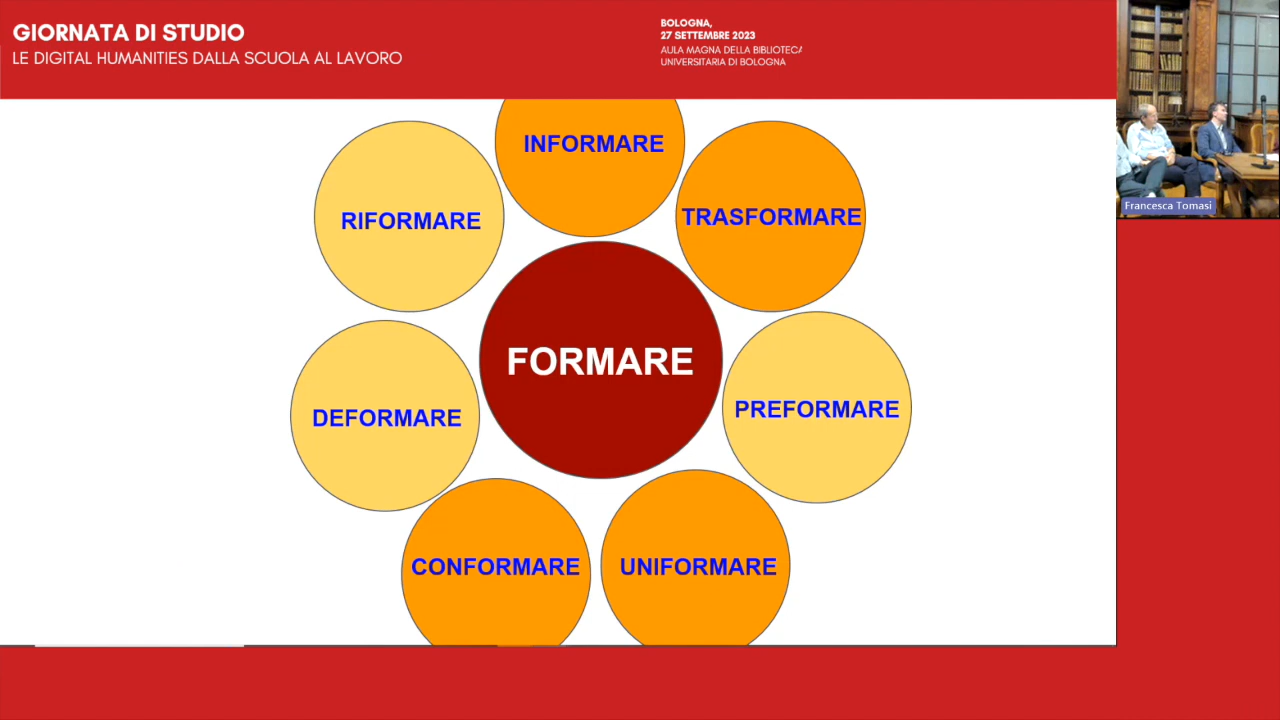 GIORNATA DI STUDIO
LE DIGITAL HUMANITIES DALLA SCUOLA AL LAVORO
BOLOGNA,
27 SETTEMBRE 2023
AULA MAGNA DELLA BIBLIOTECA
UNIVERSITARIA DI BOLOGNA
INFORMARE
RIFORMARE
TRASFORMARE
FORMARE
DEFORMARE
PREFORMARE
CONFORMARE
UNIFORMARE
Francesca Tomasi